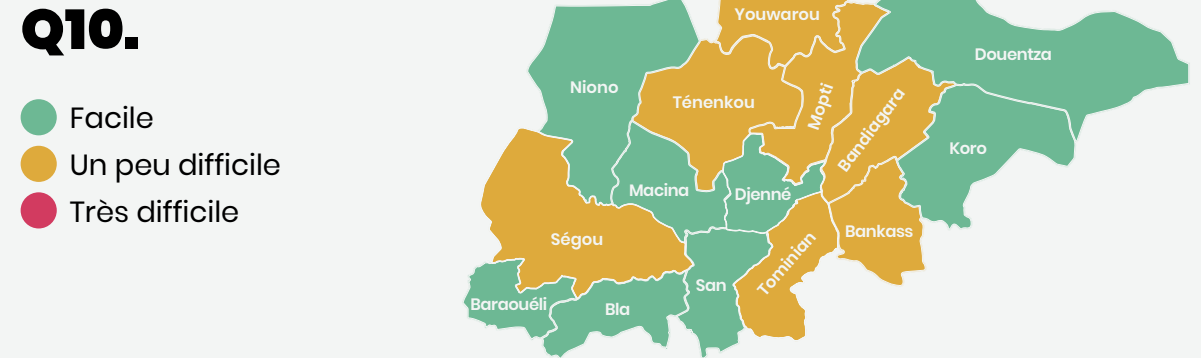 Q10.
Facile
Un peu difficile
Très difficile
Youwarou
Douentza
Niono
Ténenkou
Mopti
Bandiagara
Koro
Macina
Djenné
Ségou
Bankass
Tominian
San
Baraouéli
Bla